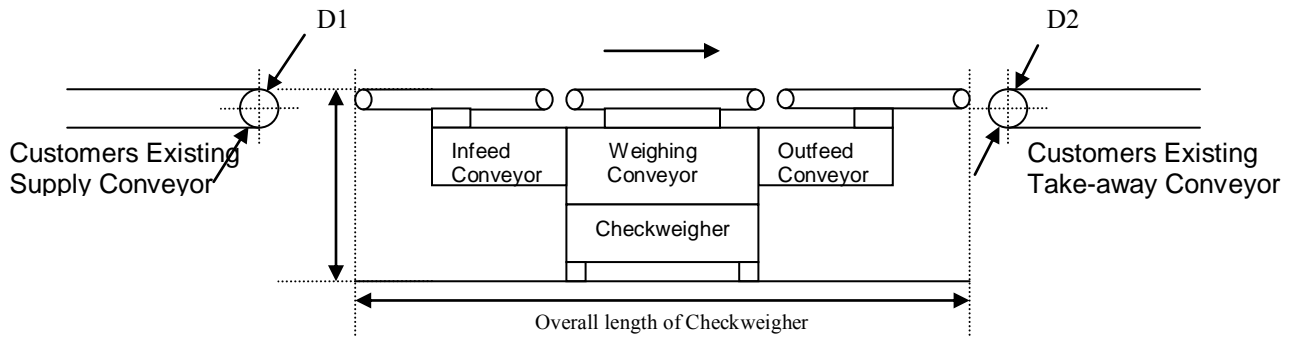 D1
D2
Customers Existing
Supply Conveyor
Infeed
Conveyor
Weighing
Conveyor
Outfeed
Conveyor
Customers Existing
Take-away Conveyor
Checkweigher
Overall length of Checkweigher